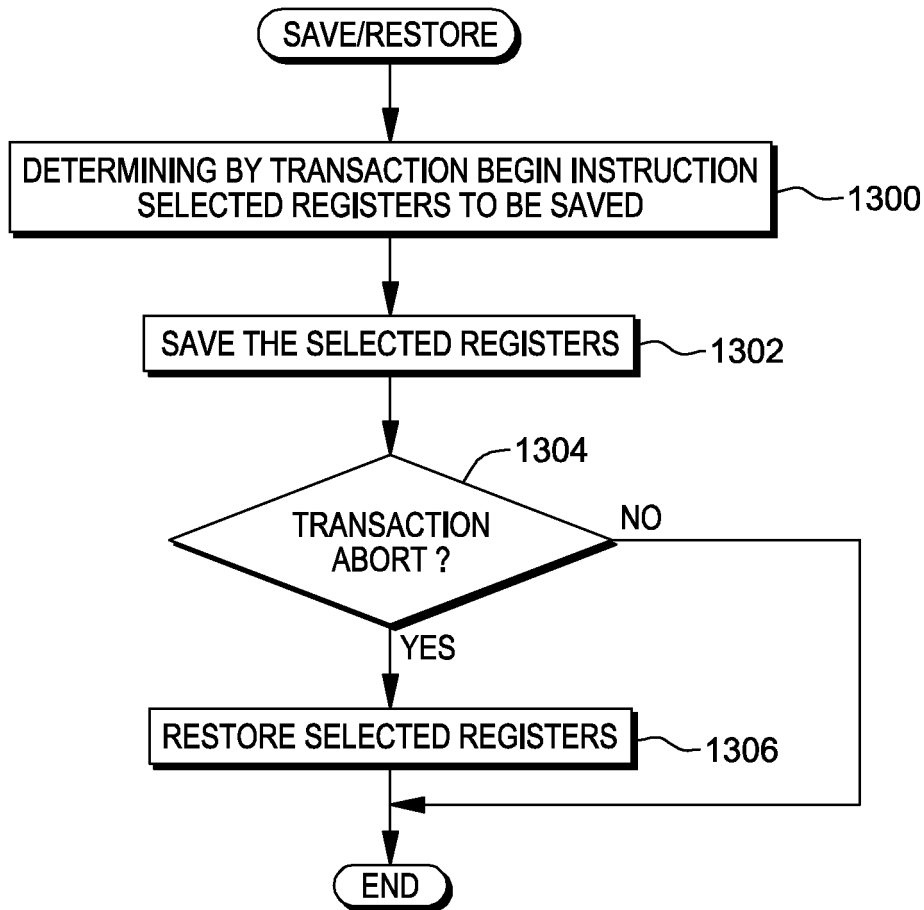 SAVE/RESTORE
DETERMINING BY TRANSACTION BEGIN INSTRUCTION
SELECTED REGISTERS TO BE SAVED
1300
SAVE THE SELECTED REGISTERS
1302
1304
TRANSACTION
ABORT ?
NO
YES
RESTORE SELECTED REGISTERS
1306
END